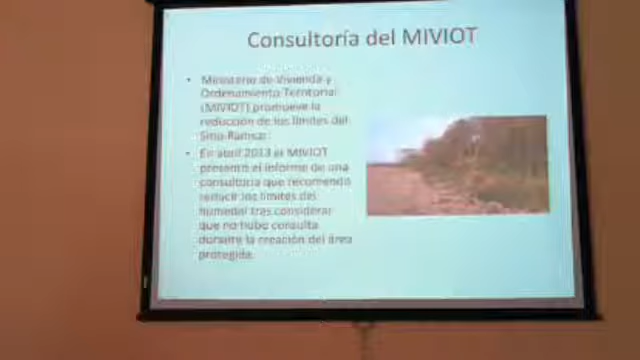 Consultoría del MIVIOT
• Ministerio de Vivienda y
Ordenamiento Territorial
(MIVIOT) promueve la
reducción de los límites del
Sitio Ramsar.
• En abril 2013 el MIVIOT
presentó el informe de una
consultoría que recomendó
reducir los límites del
humedal tras considerar
que no hubo consulta
durante la creación del área
protegida.